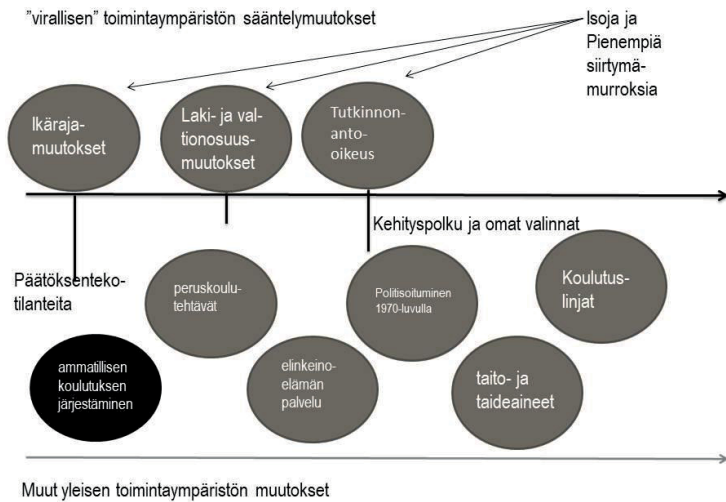 "virallisen" toimintaympäristön sääntelymuutokset
Isoja ja
Pienempiä
siirtymä-
murroksia
Ikäraja-
muutokset
Laki- ja val-
tionosuus-
muutokset
Tutkinnon-
anto-
oikeus
Kehityspolku ja omat valinnat
Päätöksenteko-
tilanteita
peruskoulu-
tehtävät
Politisoituminen
1970-luvulla
Koulutus-
linjat
ammatillisen
koulutuksen
järjestäminen
elinkeino-
elämän
palvelu
taito- ja
taideaineet
Muut yleisen toimintaympäristön muutokset